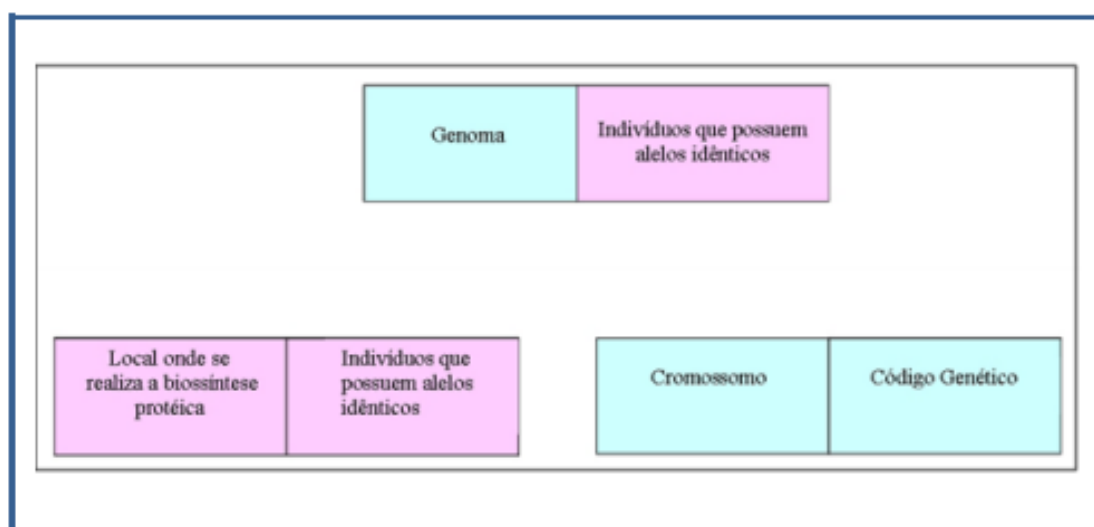 Genoma
Indivíduos que possuem
alelos idênticos
Local onde se
realiza a biossíntese
protéica
Indivíduos que
possuem alelos
idênticos
Cromossomo
Código Genético